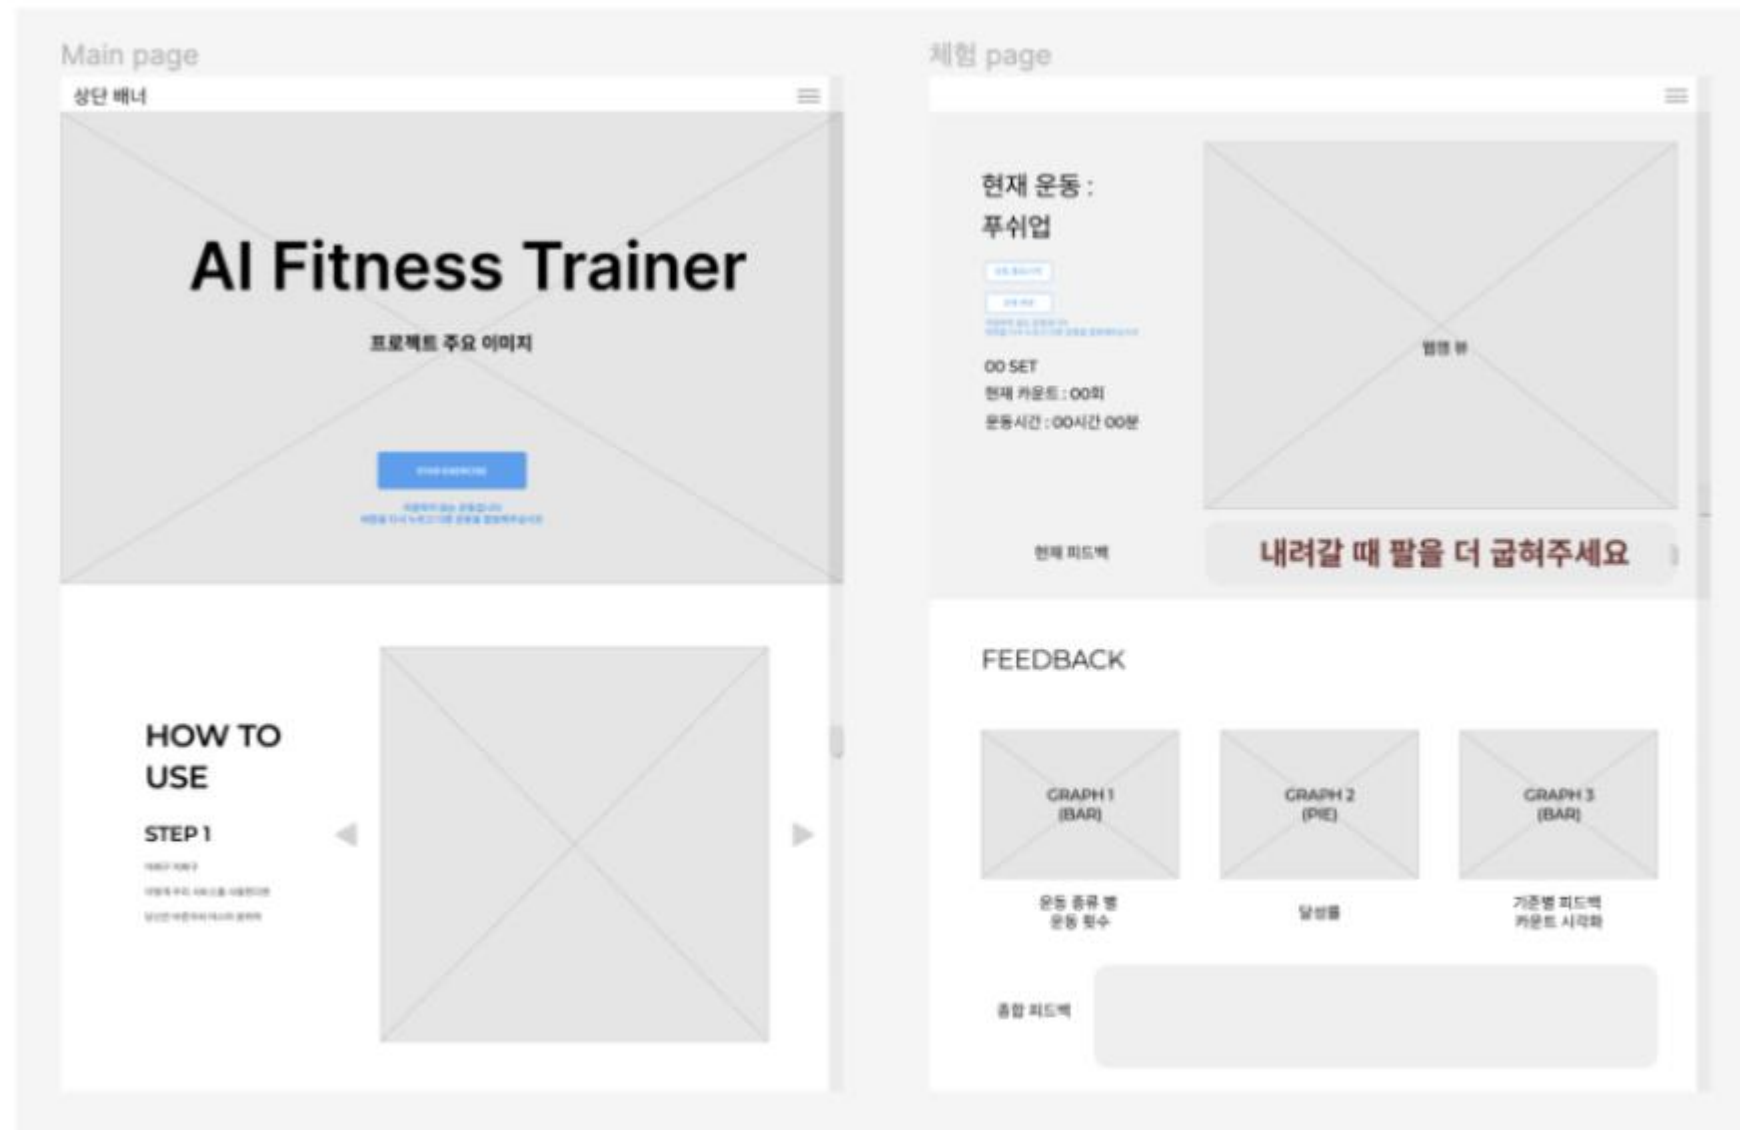 Main page
상단 배너
AI Fitness Trainer
프로젝트 주요 이미지
HOW TO
USE
STEP 1
체험 page
현재 운동 :
푸쉬업
00 SET
현재 카운트 : 00회
운동시간 : 00시간 00분
웹캠 뷰
현재 피드백
내려갈 때 팔을 더 굽혀주세요
FEEDBACK
GRAPH 1
(BAR)
GRAPH 2
(PIE)
GRAPH 3
(BAR)
운동 종류 별
운동 횟수
달성률
기준별 피드백
카운트 시각화
종합 피드백